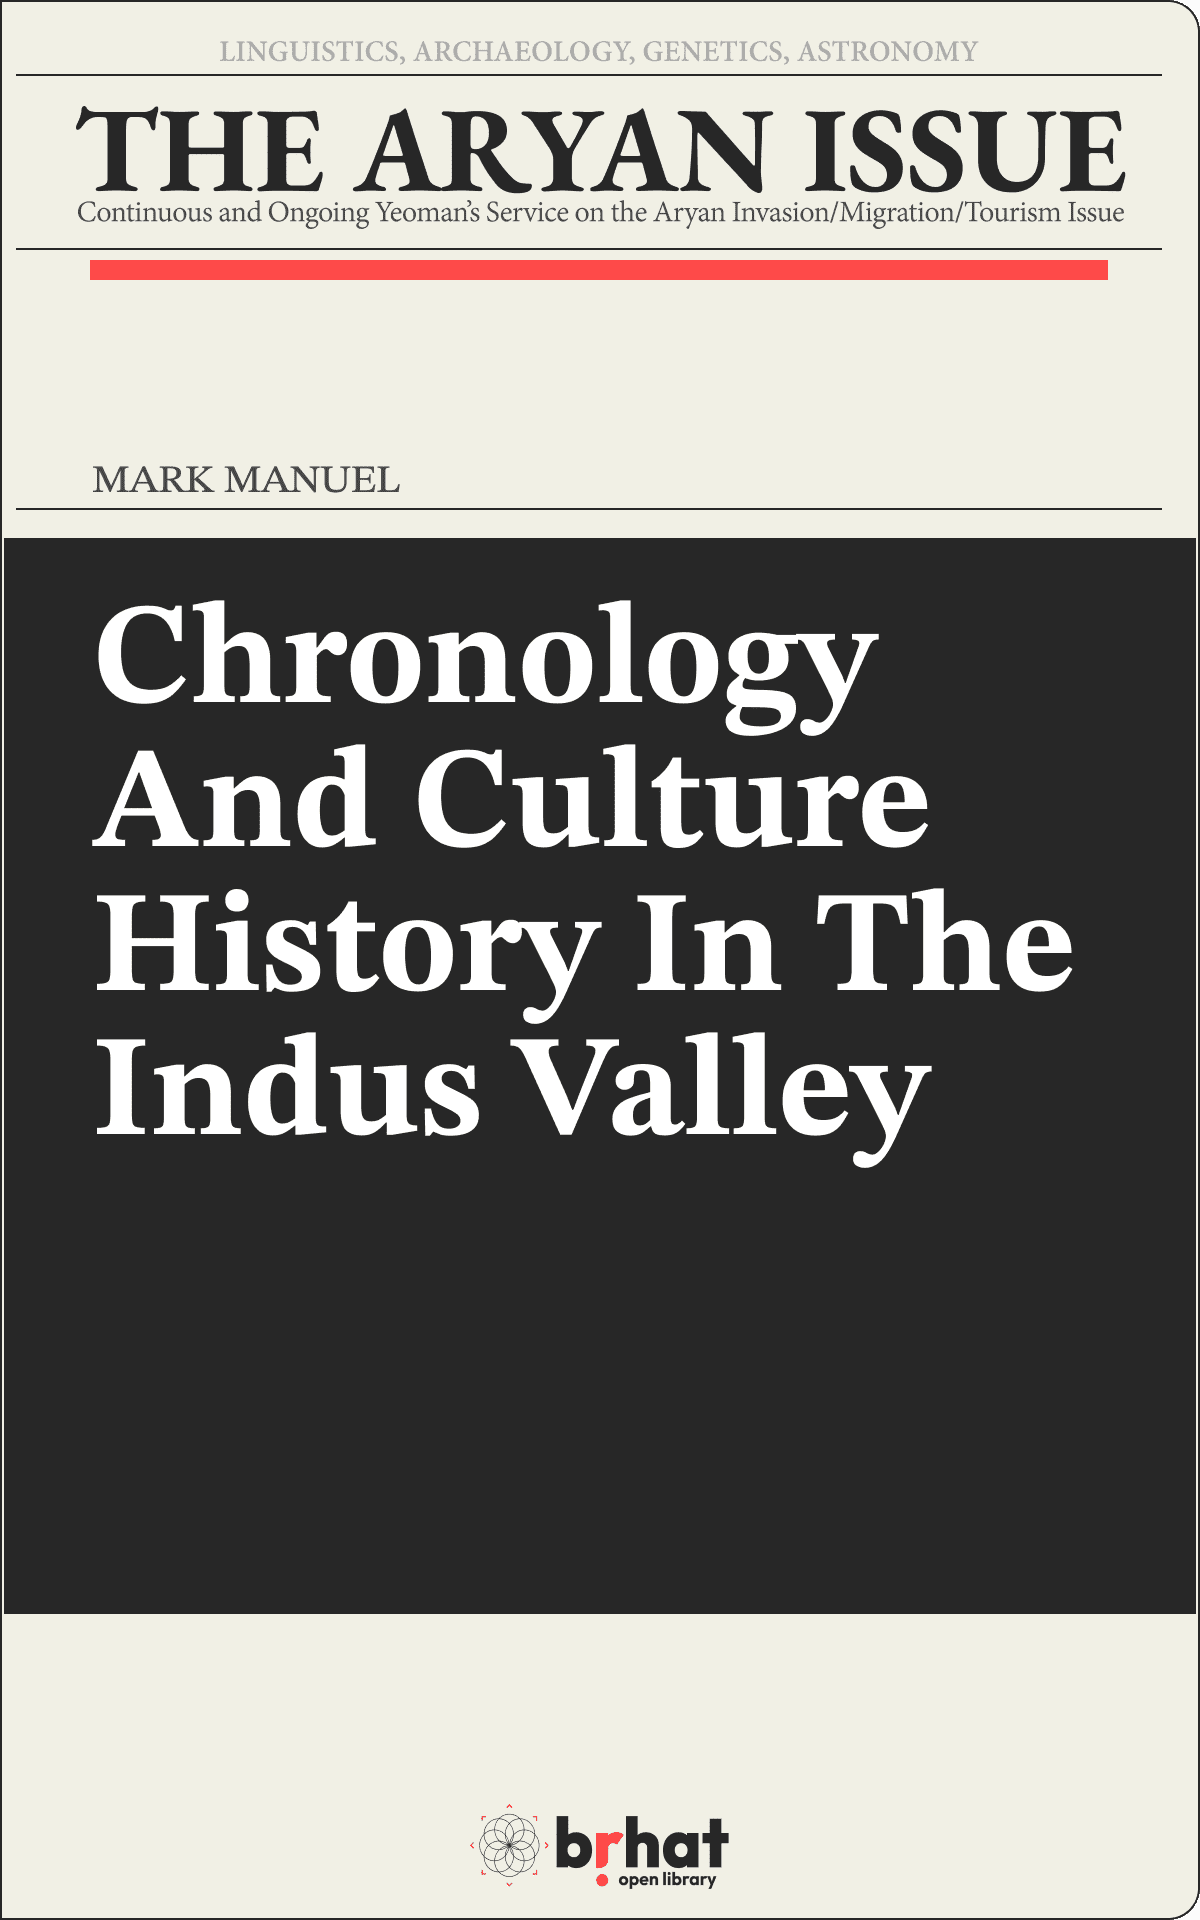 LINGUISTICS, ARCHAEOLOGY, GENETICS, ASTRONOMY
THE ARYAN ISSUE
Continuous and Ongoing Yeoman’s Service on the Aryan Invasion/Migration/Tourism Issue
MARK MANUEL
Chronology
And Culture
History In The
Indus Valley
brhat
open library